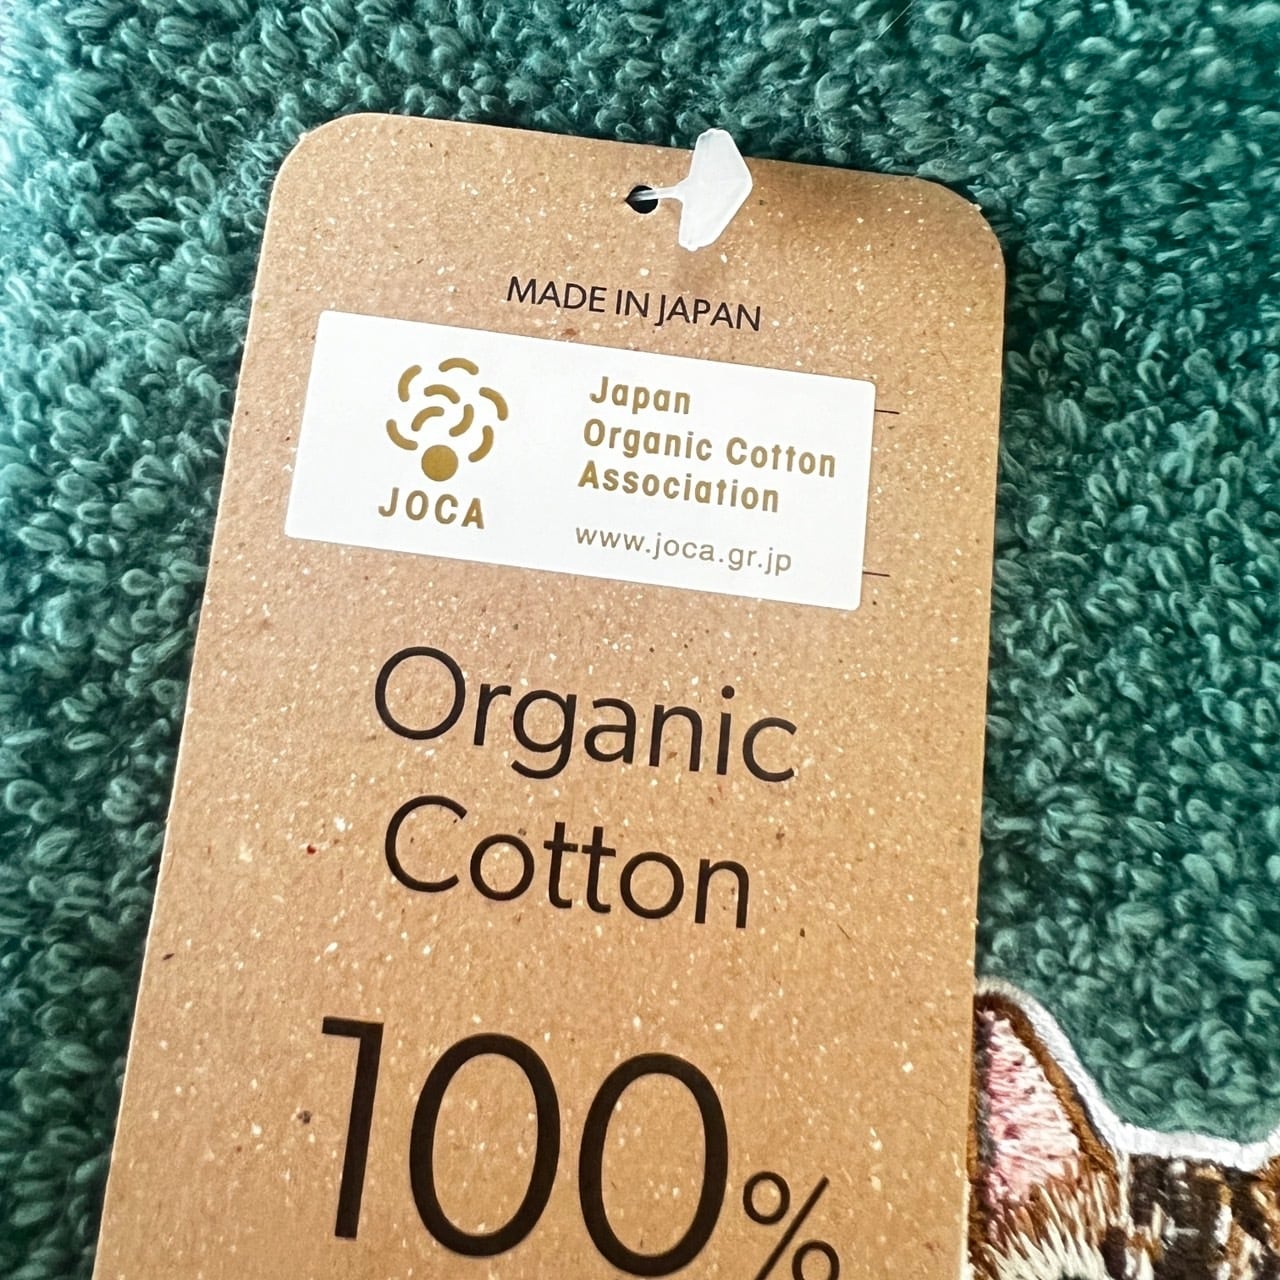 MADE IN JAPAN
JOCA
Japan
Organic Cotton
Association
www.joca.gr.jp
Organic
Cotton
100%